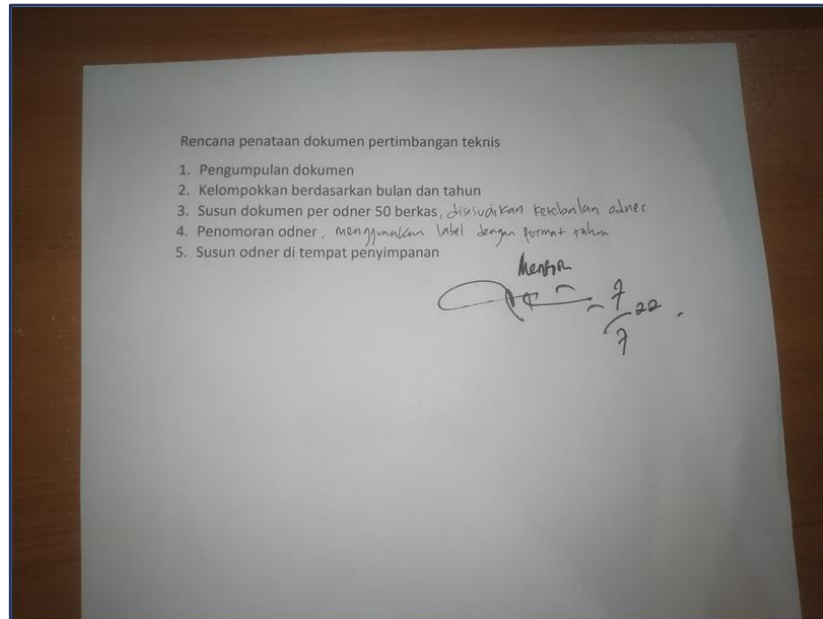 Rencana penataan dokumen pertimbangan teknis
1. Pengumpulan dokumen
2. Kelompokkan berdasarkan bulan dan tahun
3. Susun dokumen per odner 50 berkas, disesuaikan ketebalan odner
4. Penomoran odner, menggunakan label dengan format tahun
5. Susun odner di tempat penyimpanan
Mentor
7/7 22.